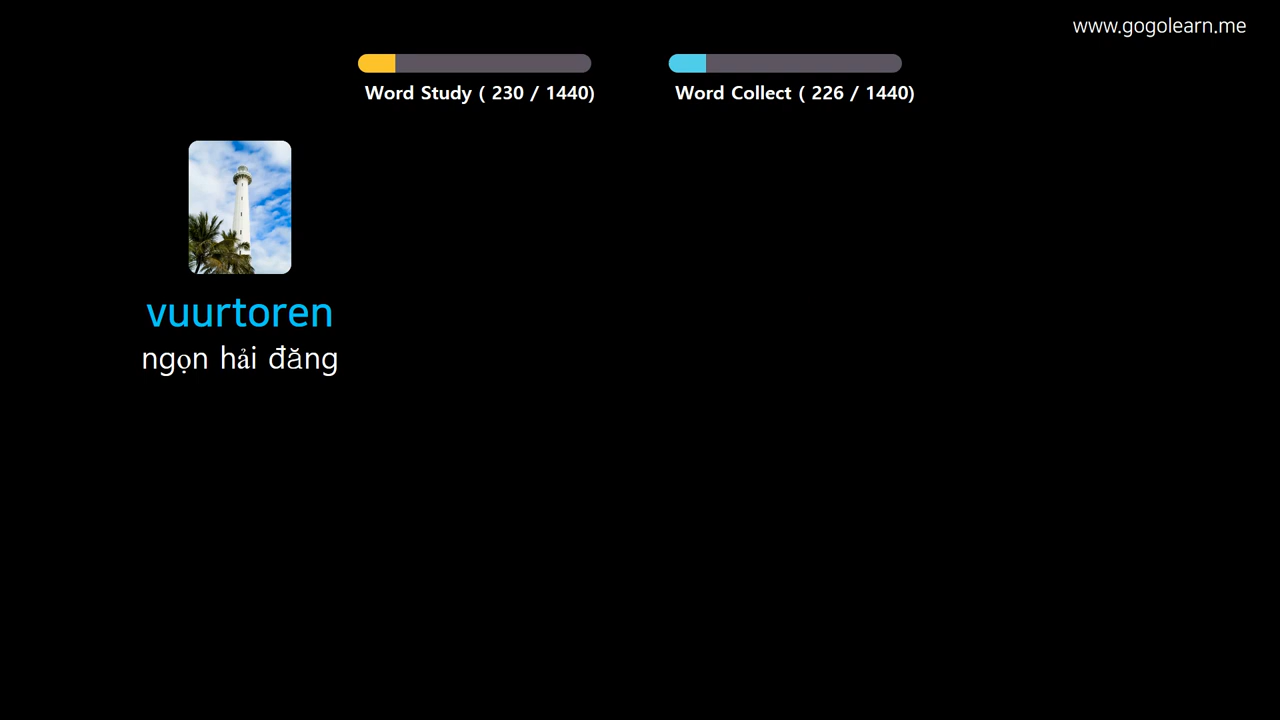 www.gogolearn.me
Word Study ( 230 / 1440)
Word Collect ( 226 / 1440)
vuurtoren
ngọn hải đăng